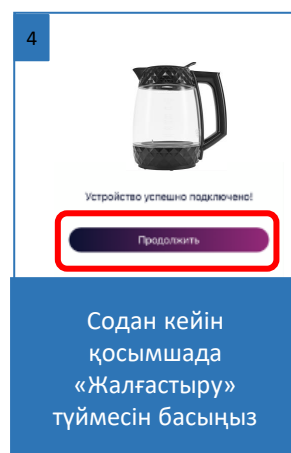 4
Устройство успешно подключено!
Продолжить
Содан кейін
қосымшада
«Жалғастыру»
түймесін басыңыз